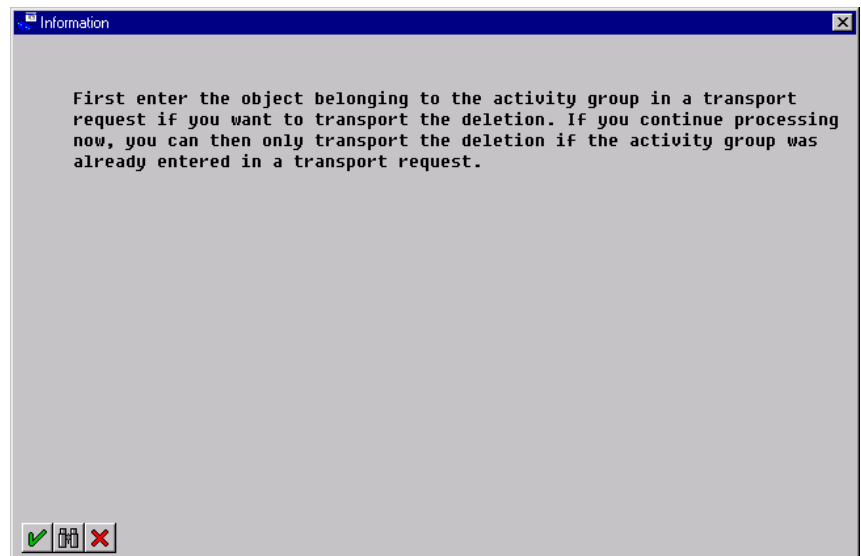 Information
First enter the object belonging to the activity group in a transport
request if you want to transport the deletion. If you continue processing
now, you can then only transport the deletion if the activity group was
already entered in a transport request.